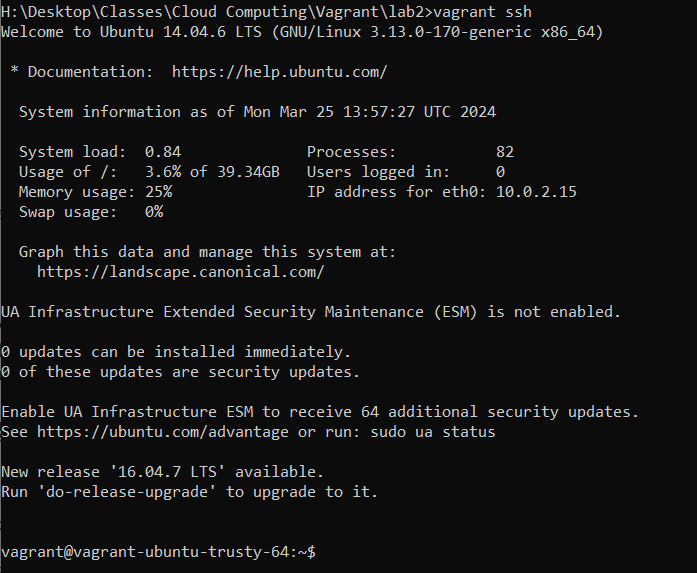 H:\Desktop\Classes\Cloud Computing\Vagrant\lab2>vagrant ssh
Welcome to Ubuntu 14.04.6 LTS (GNU/Linux 3.13.0-170-generic x86_64)
* Documentation:  https://help.ubuntu.com/
System information as of Mon Mar 25 13:57:27 UTC 2024
System load:  0.84              Processes:           82
Usage of /:   3.6% of 39.34GB   Users logged in:     0
Memory usage: 25%               IP address for eth0: 10.0.2.15
Swap usage:   0%
Graph this data and manage this system at:
https://landscape.canonical.com/
UA Infrastructure Extended Security Maintenance (ESM) is not enabled.
0 updates can be installed immediately.
0 of these updates are security updates.
Enable UA Infrastructure ESM to receive 64 additional security updates.
See https://ubuntu.com/advantage or run: sudo ua status
New release '16.04.7 LTS' available.
Run 'do-release-upgrade' to upgrade to it.
vagrant@vagrant-ubuntu-trusty-64:~$